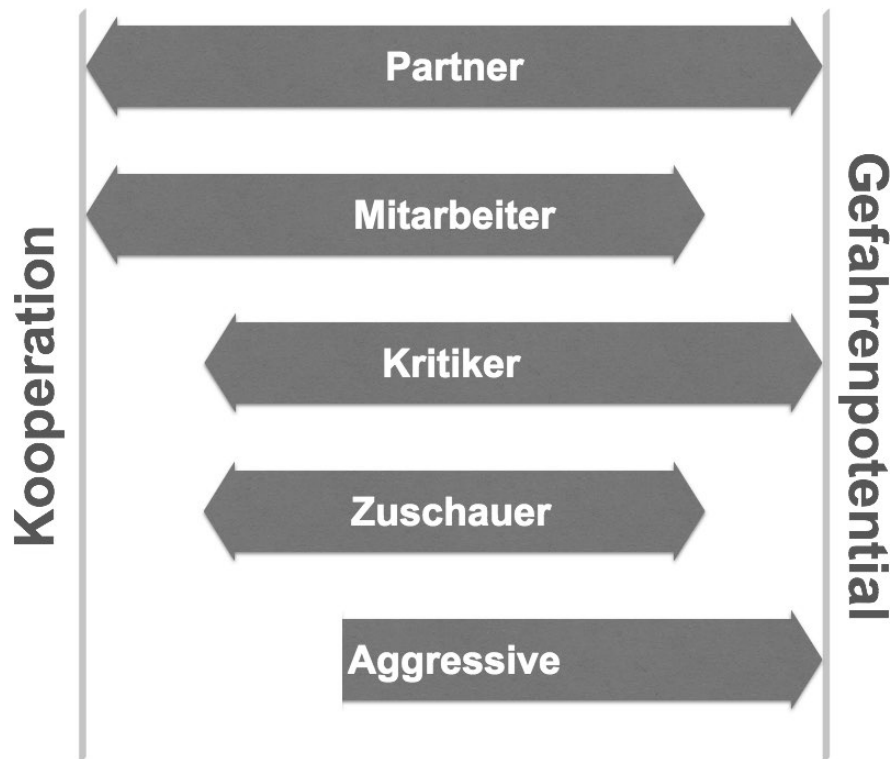 Partner
Mitarbeiter
Kritiker
Zuschauer
Aggressive
Kooperation
Gefahrenpotential